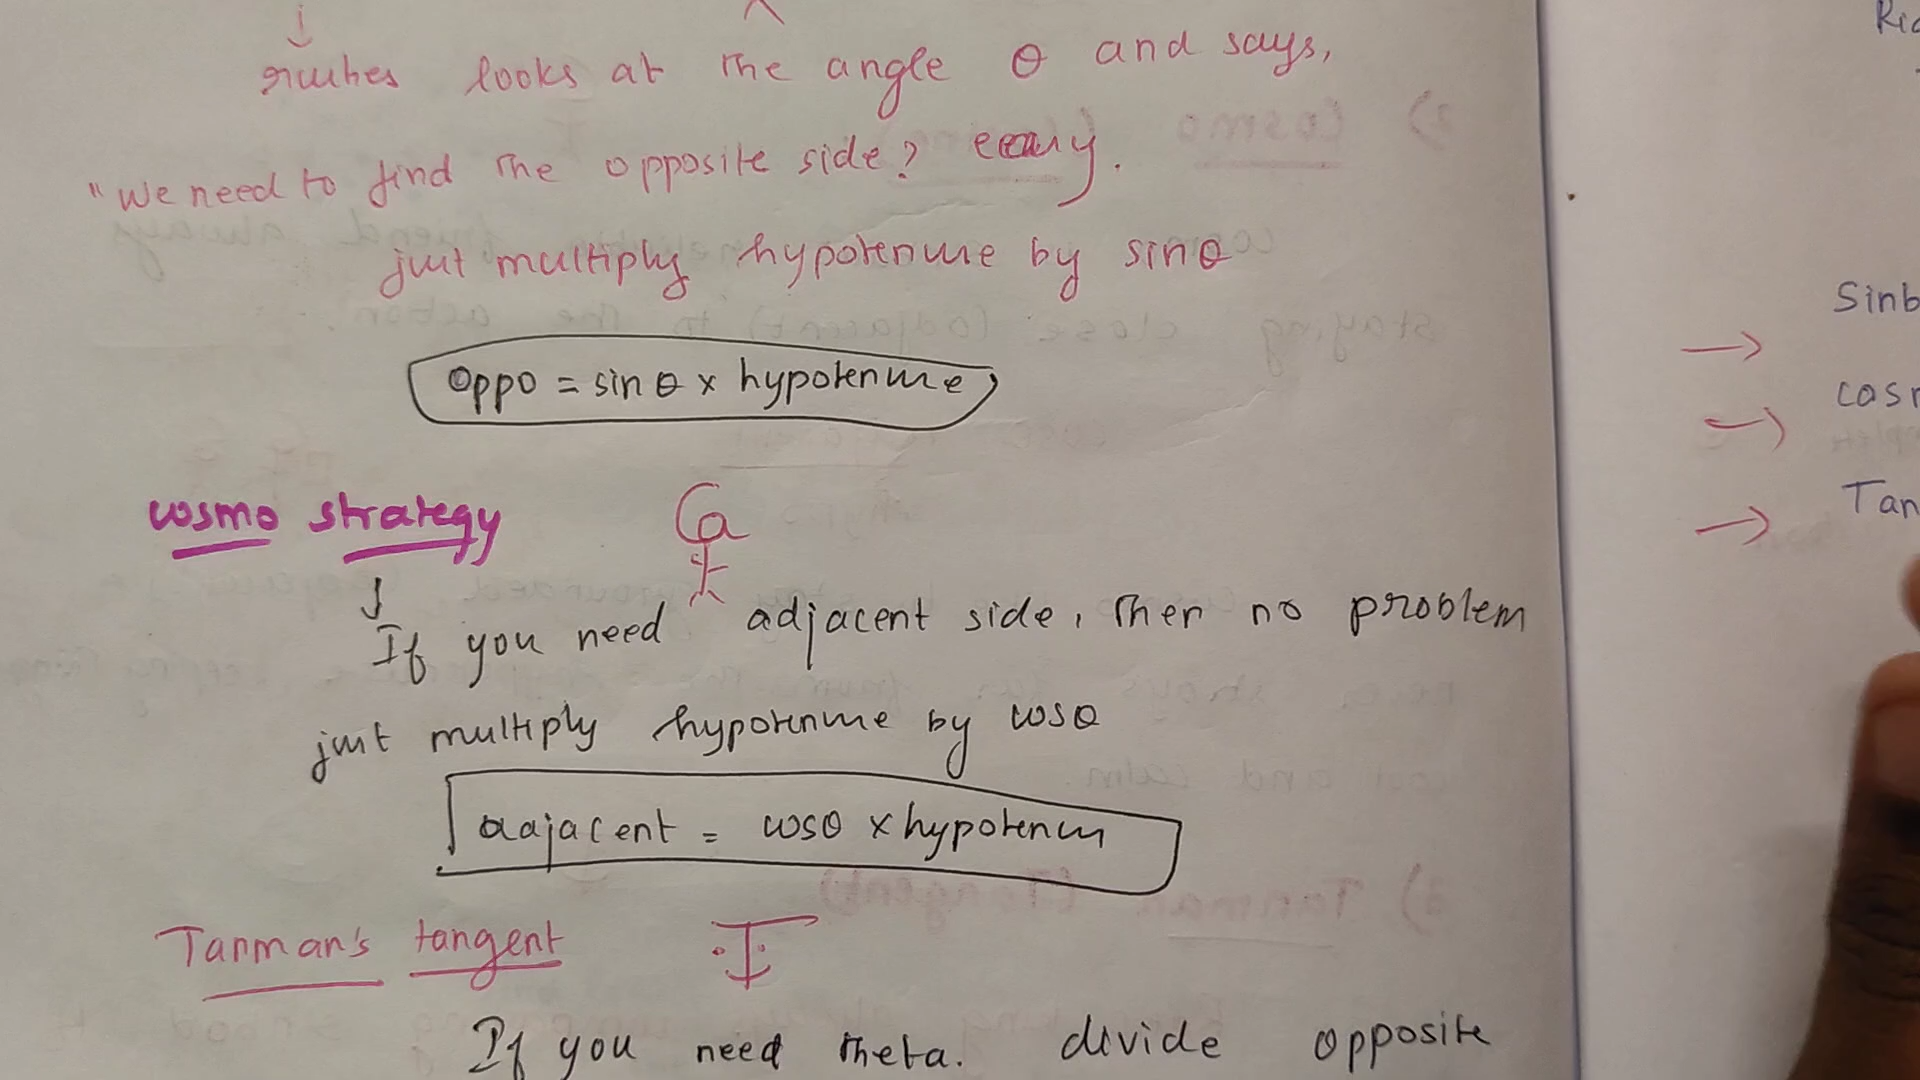 looks at the angle θ and says,
"We need to find the opposite side?
just multiply hypotenuse by sinθ
Oppo = sin θ x hypotenuse
cosmo strategy
If you need adjacent side, then no problem
just multiply hypotenuse by cosθ
adjacent = cosθ x hypotenu
Tanman's tangent
If you need theta. divide opposite
Sinb
cos
Tan